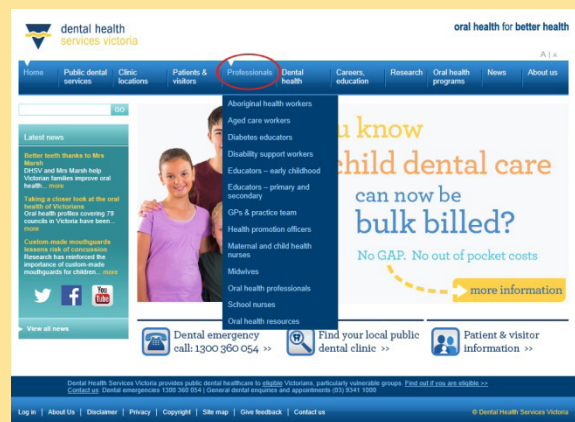 dental health
services victoria
oral health for better health
A | A
Home
Public dental
services
Clinic
locations
Patients &
visitors
Professionals
Dental
health
Careers,
education
Research
Oral health
programs
News
About us
GO
Latest news
Better teeth thanks to Mrs
Marsh
DHSV and Mrs Marsh help
Victorian families improve oral
health... more
Taking a closer look at the oral
health of Victorians
Oral health profiles covering 79
councils in Victoria have been...
more
Custom-made mouthguards
lessens risk of concussion
Research has reinforced the
importance of custom-made
mouthguards for children... more
You
Tube
View all news
Aboriginal health workers
Aged care workers
Diabetes educators
Disability support workers
Educators – early childhood
Educators – primary and
secondary
GPs & practice team
Health promotion officers
Maternal and child health
nurses
Midwives
Oral health professionals
School nurses
Oral health resources
u know
child dental care
can now be
bulk billed?
No GAP. No out of pocket costs
more information
Dental emergency
call: 1300 360 054 >>
Find your local public
dental clinic >>
Patient & visitor
information >>
Dental Health Services Victoria provides public dental healthcare to eligible Victorians, particularly vulnerable groups. Find out if you are eligible >>
Contact us: Dental emergencies 1300 360 054 | General dental enquiries and appointments (03) 9341 1000
Log in | About Us | Disclaimer | Privacy | Copyright | Site map | Give feedback | Contact us
© Dental Health Services Victoria